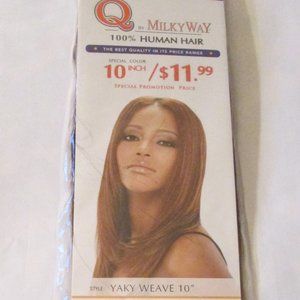 Q BY MILKYWAY
100% HUMAN HAIR
THE BEST QUALITY IN ITS PRICE RANGE
SPECIAL COLOR
10 INCH /$11.99
SPECIAL PROMOTION PRICE
STYLE YAKY WEAVE 10"